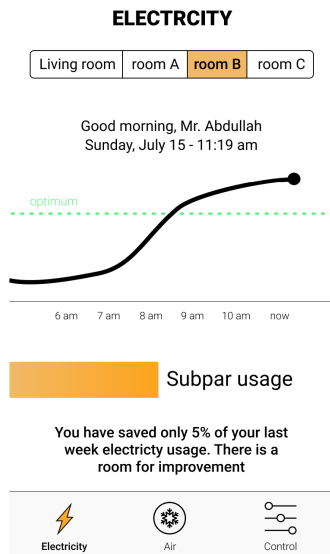 ELECTRCITY
Living room room A room B room C
Good morning, Mr. Abdullah
Sunday, July 15 - 11:19 am
optimum
6 am 7 am 8 am 9 am 10 am now
Subpar usage
You have saved only 5% of your last
week electricty usage. There is a
room for improvement
Electricity Air Control